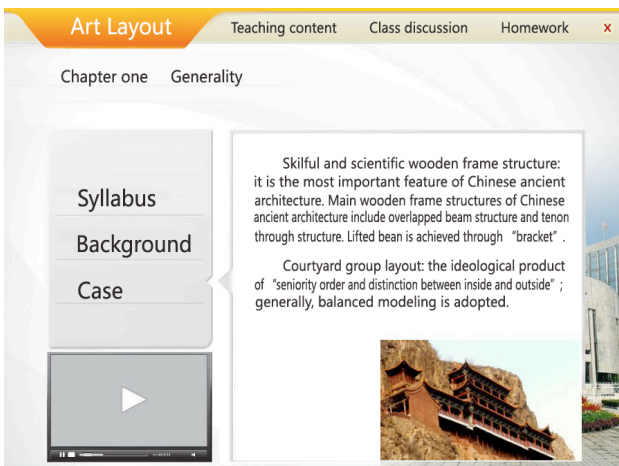 Art Layout Teaching content Class discussion Homework x
Chapter one Generality
Syllabus
Background
Case
Skilful and scientific wooden frame structure:
it is the most important feature of Chinese ancient
architecture. Main wooden frame structures of Chinese
ancient architecture include overlapped beam structure and tenon
through structure. Lifted bean is achieved through “bracket”.
Courtyard group layout: the ideological product
of “seniority order and distinction between inside and outside”;
generally, balanced modeling is adopted.